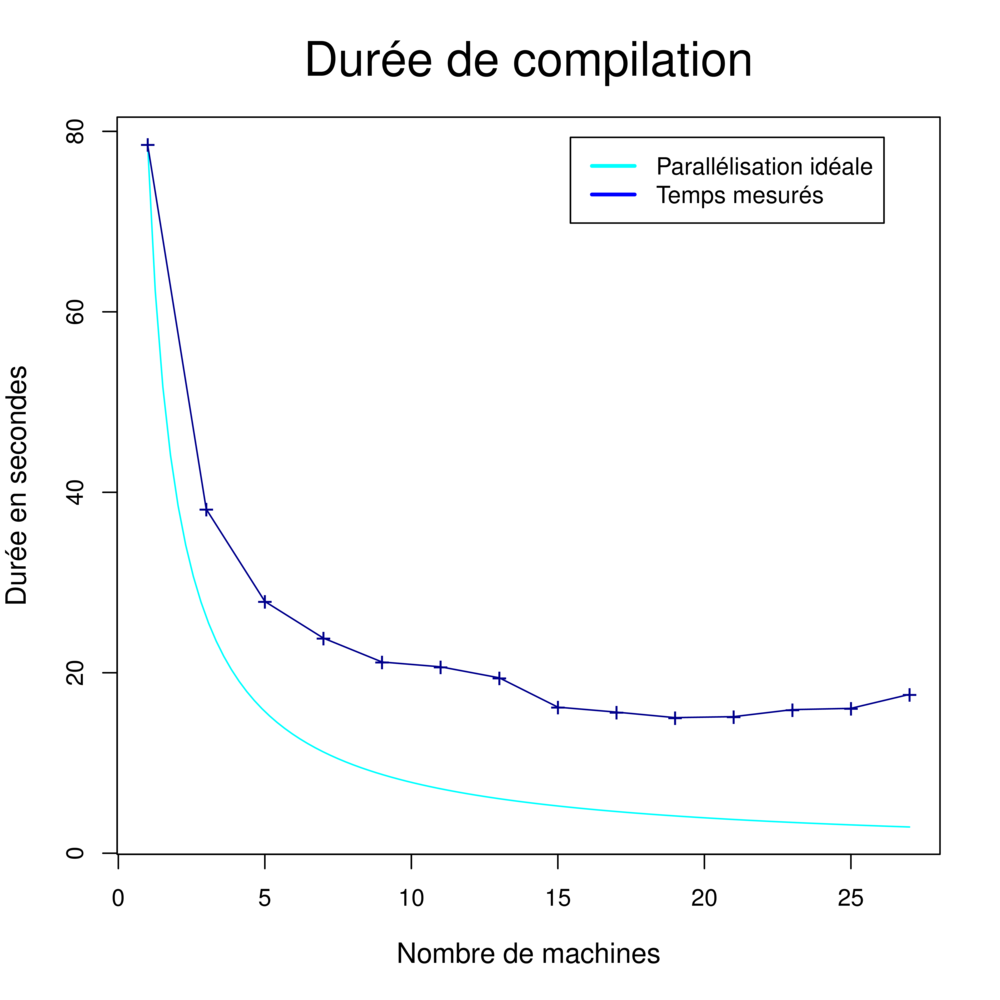 Durée de compilation
Parallélisation idéale
Temps mesurés
Durée en secondes
80
60
40
20
0
0 5 10 15 20 25
Nombre de machines